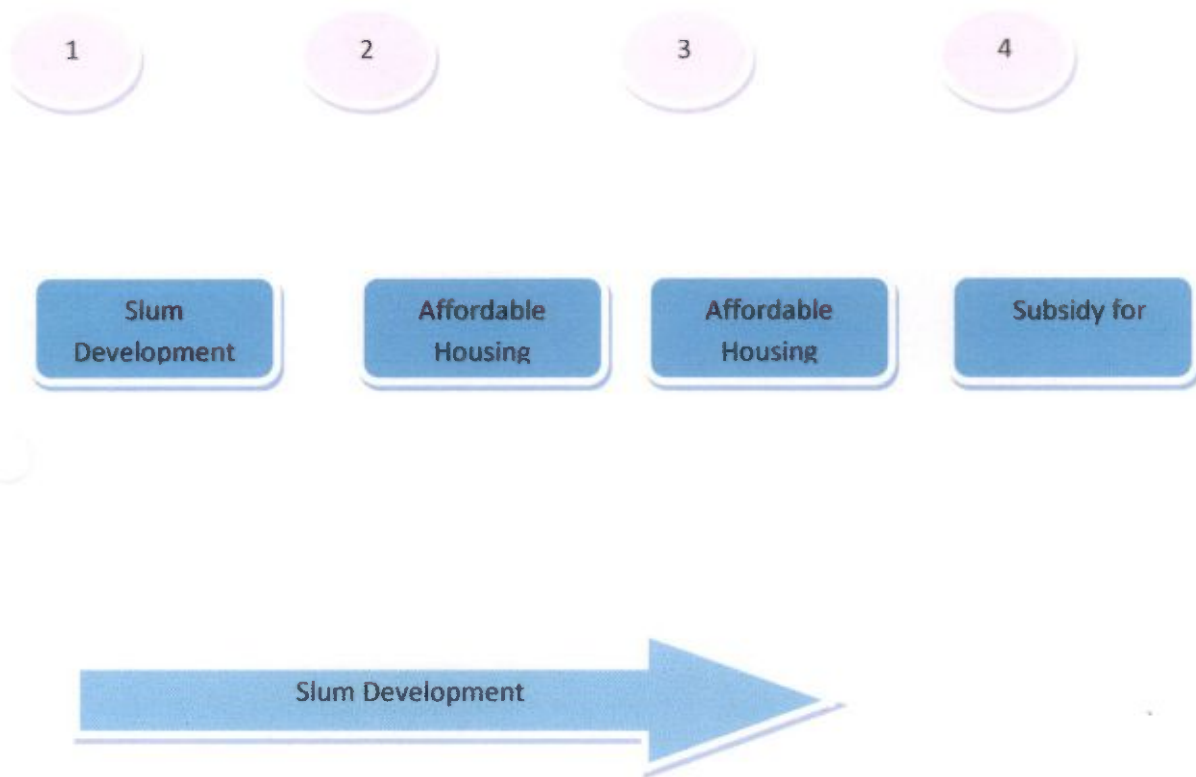 1
2
3
4
Slum
Development
Affordable
Housing
Affordable
Housing
Subsidy for
Slum Development